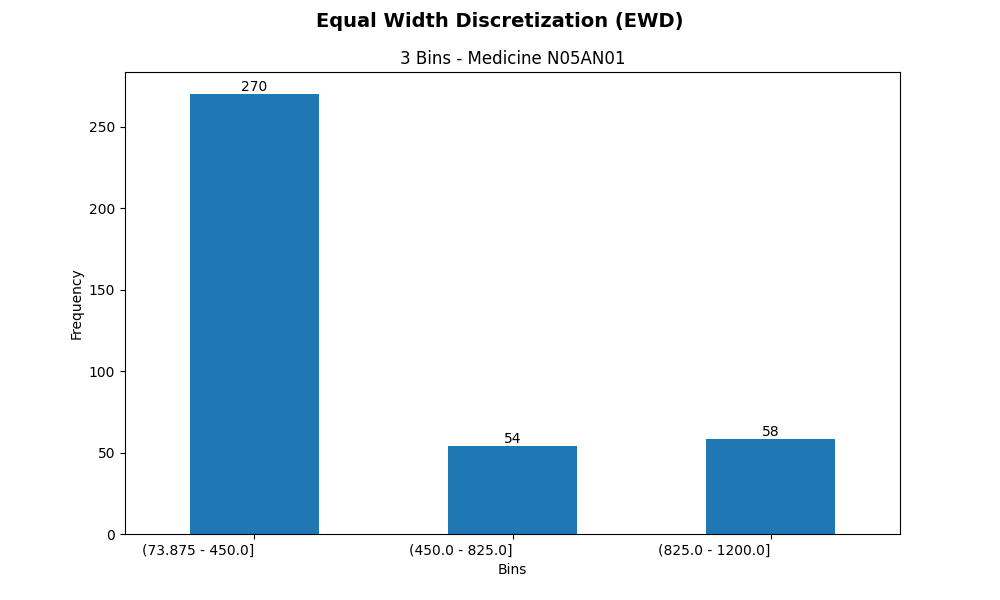 Equal Width Discretization (EWD)
3 Bins - Medicine N05AN01
270
250
200
150
100
50
0
54
58
Frequency
(73.875 - 450.0]
(450.0 - 825.0]
(825.0 - 1200.0]
Bins